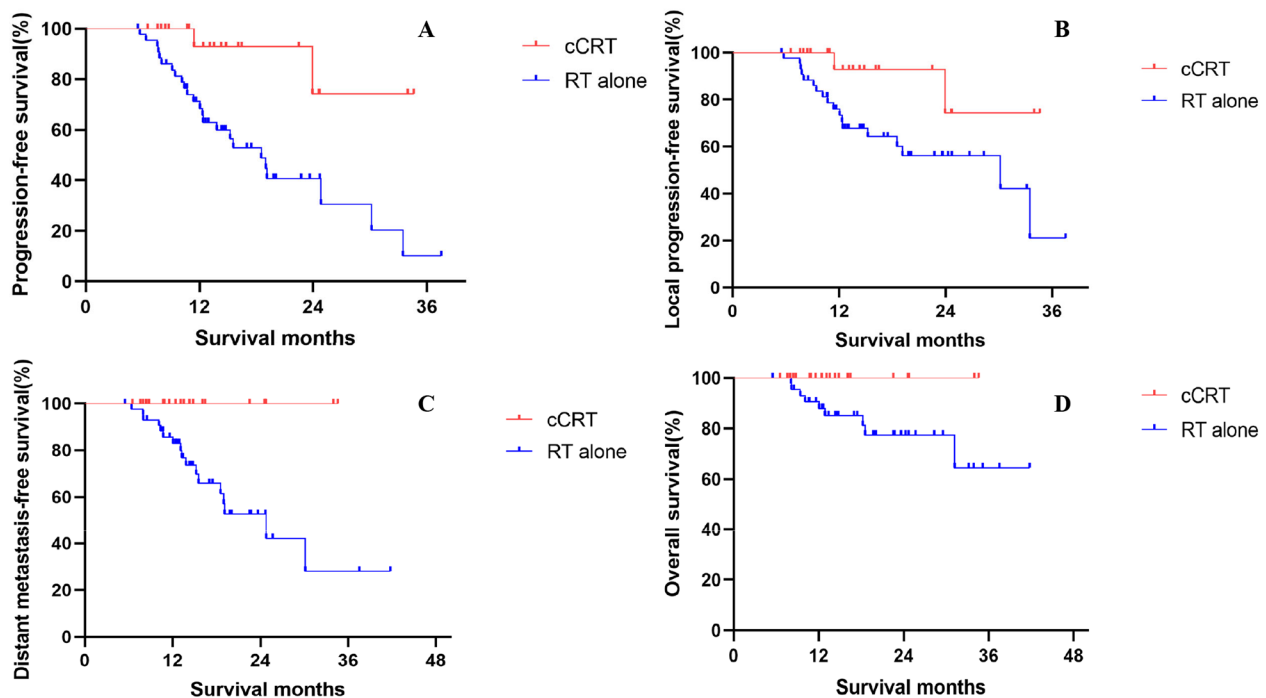 A
Progression-free survival(%)
100
80
60
40
20
0
0 12 24 36
Survival months
cCRT
RT alone
B
Local progression-free survival(%)
100
80
60
40
20
0
0 12 24 36
Survival months
cCRT
RT alone
C
Distant metastasis-free survival(%)
100
80
60
40
20
0
0 12 24 36 48
Survival months
cCRT
RT alone
D
Overall survival(%)
100
80
60
40
20
0
0 12 24 36 48
Survival months
cCRT
RT alone